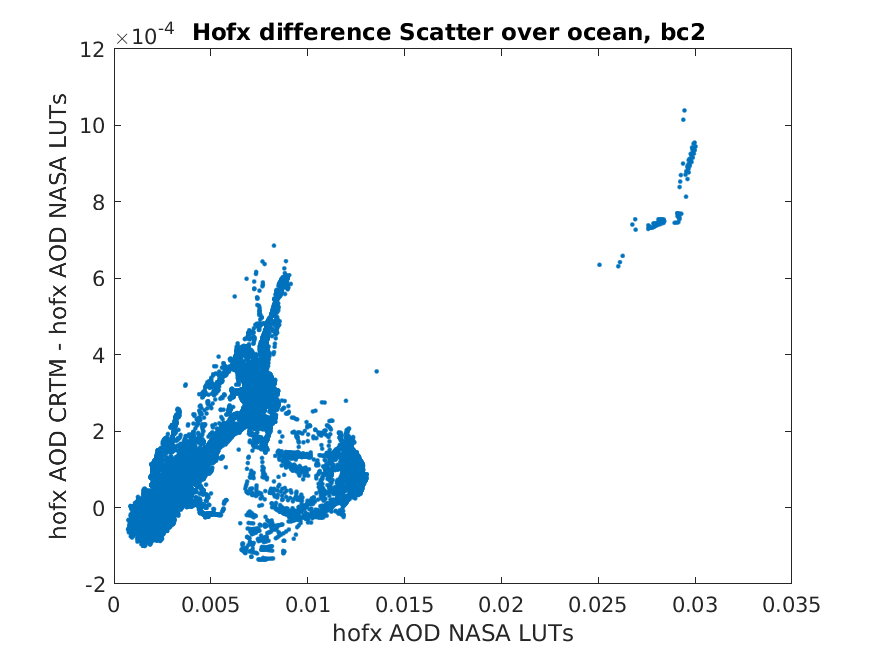 Hofx difference Scatter over ocean, bc2
×10⁻⁴
12
10
8
6
4
2
0
-2
0 0.005 0.01 0.015 0.02 0.025 0.03 0.035
hofx AOD NASA LUTs
hofx AOD CRTM - hofx AOD NASA LUTs